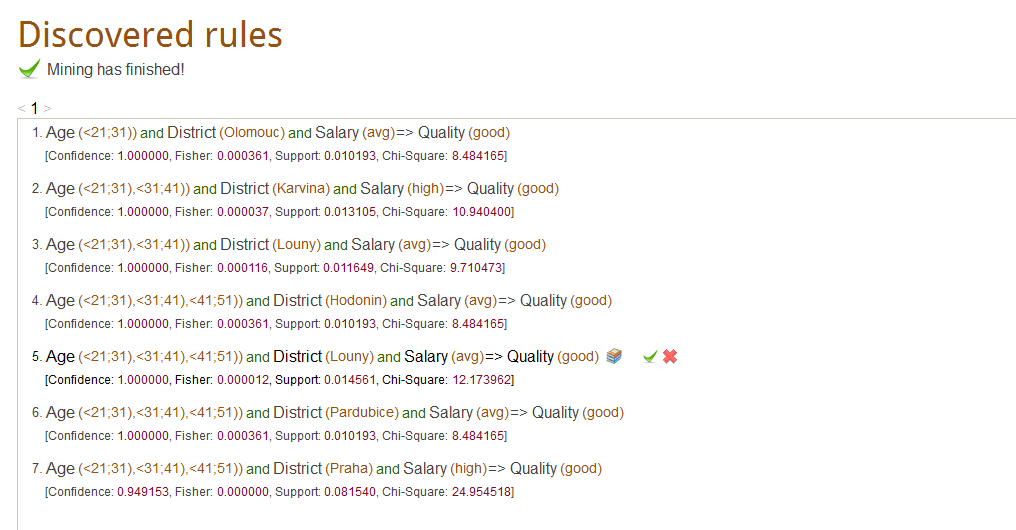 Discovered rules
Mining has finished!
< 1 >
1. Age (<21;31)) and District (Olomouc) and Salary (avg)=> Quality (good)
[Confidence: 1.000000, Fisher: 0.000361, Support: 0.010193, Chi-Square: 8.484165]
2. Age (<21;31),<31;41)) and District (Karvina) and Salary (high)=> Quality (good)
[Confidence: 1.000000, Fisher: 0.000037, Support: 0.013105, Chi-Square: 10.940400]
3. Age (<21;31),<31;41)) and District (Louny) and Salary (avg)=> Quality (good)
[Confidence: 1.000000, Fisher: 0.000116, Support: 0.011649, Chi-Square: 9.710473]
4. Age (<21;31),<31;41),<41;51)) and District (Hodonin) and Salary (avg)=> Quality (good)
[Confidence: 1.000000, Fisher: 0.000361, Support: 0.010193, Chi-Square: 8.484165]
5. Age (<21;31),<31;41),<41;51)) and District (Louny) and Salary (avg)=> Quality (good)
[Confidence: 1.000000, Fisher: 0.000012, Support: 0.014561, Chi-Square: 12.173962]
6. Age (<21;31),<31;41),<41;51)) and District (Pardubice) and Salary (avg)=> Quality (good)
[Confidence: 1.000000, Fisher: 0.000361, Support: 0.010193, Chi-Square: 8.484165]
7. Age (<21;31),<31;41),<41;51)) and District (Praha) and Salary (high)=> Quality (good)
[Confidence: 0.949153, Fisher: 0.000000, Support: 0.081540, Chi-Square: 24.954518]